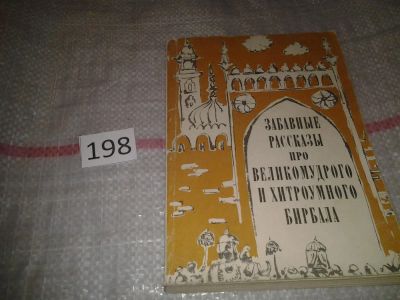 198
ЗАБАВНЫЕ
РАССКАЗЫ
ПРО
ВЕЛИКОМУДРОГО
И ХИТРОУМНОГО
БИРБАЛА